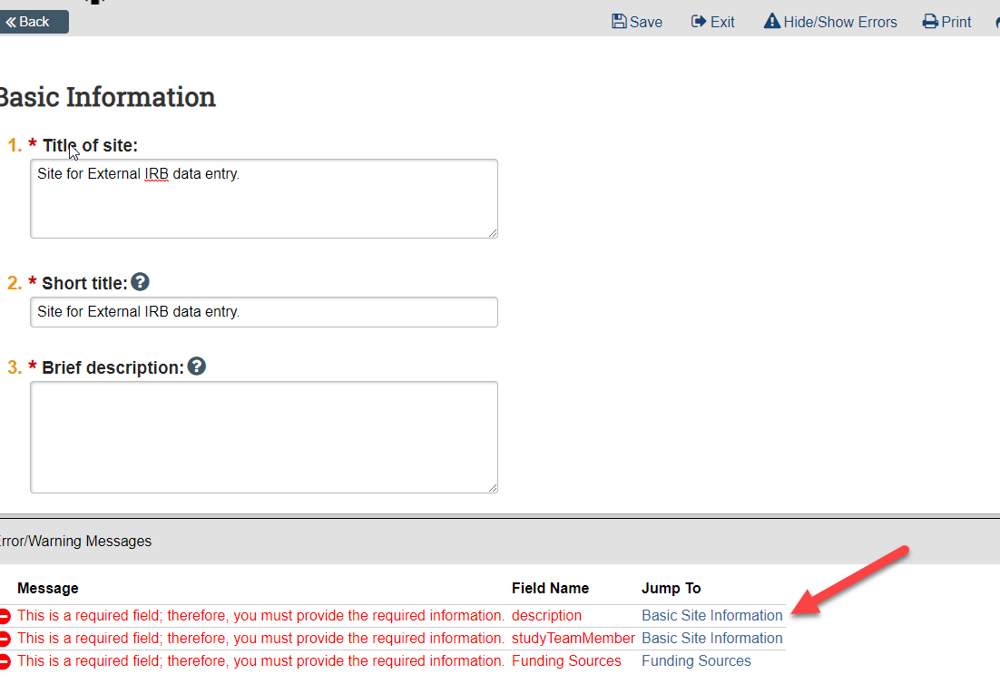 Back Save Exit Hide/Show Errors Print
Basic Information
1. * Title of site:
Site for External IRB data entry.
2. * Short title: ?
Site for External IRB data entry.
3. * Brief description: ?
rror/Warning Messages
Message Field Name Jump To
This is a required field; therefore, you must provide the required information. description Basic Site Information
This is a required field; therefore, you must provide the required information. studyTeamMember Basic Site Information
This is a required field; therefore, you must provide the required information. Funding Sources Funding Sources